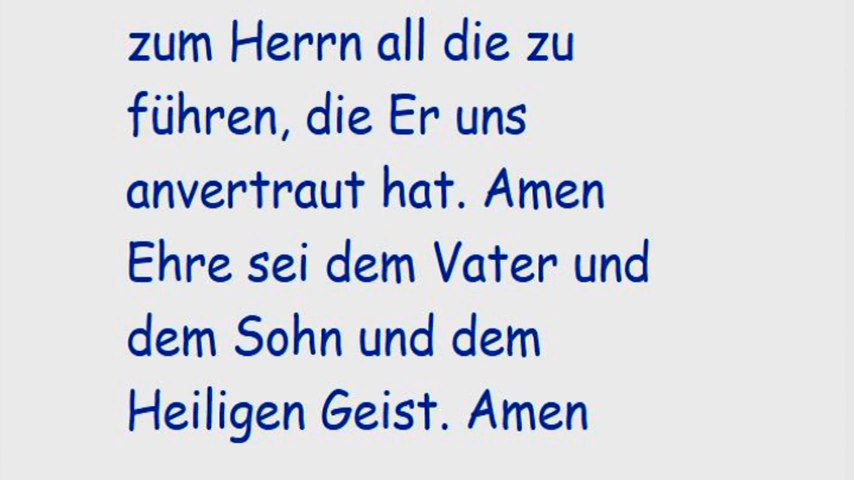 zum Herrn all die zu
führen, die Er uns
anvertraut hat. Amen
Ehre sei dem Vater und
dem Sohn und dem
Heiligen Geist. Amen